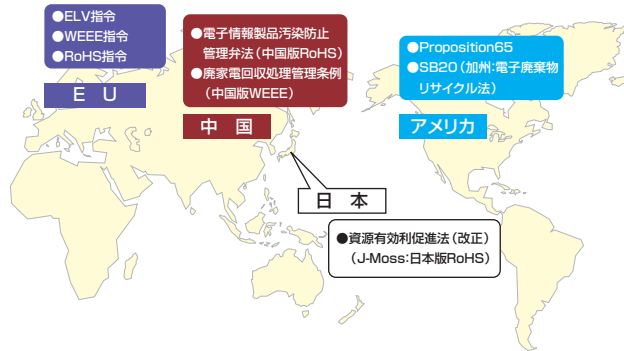 ●ELV指令
●WEEE指令
●RoHS指令
E U
●電子情報製品汚染防止
管理弁法（中国版RoHS）
●廃家電回収処理管理条例
（中国版WEEE）
中 国
●Proposition65
●SB20（加州：電子廃棄物
リサイクル法）
アメリカ
日 本
●資源有効利促進法（改正）
（J-Moss：日本版RoHS）